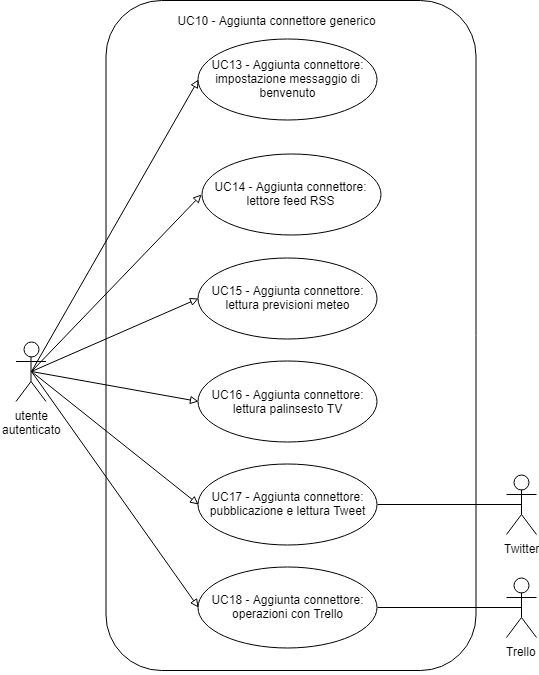 UC10 - Aggiunta connettore generico
UC13 - Aggiunta connettore:
impostazione messaggio di
benvenuto
UC14 - Aggiunta connettore:
lettore feed RSS
UC15 - Aggiunta connettore:
lettura previsioni meteo
UC16 - Aggiunta connettore:
lettura palinsesto TV
utente
autenticato
UC17 - Aggiunta connettore:
pubblicazione e lettura Tweet
Twitter
UC18 - Aggiunta connettore:
operazioni con Trello
Trello